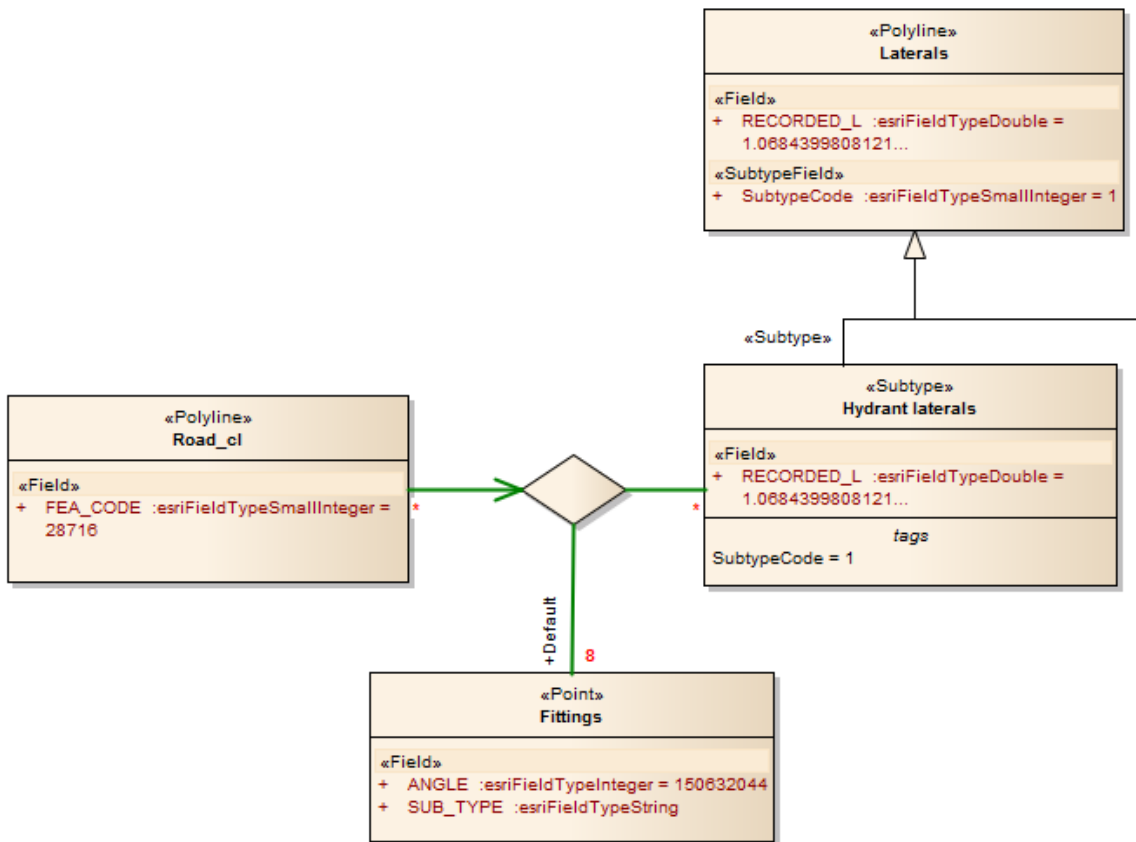 «Polyline»
Laterals
«Field»
+ RECORDED_L :esriFieldTypeDouble =
1.0684399808121...
«SubtypeField»
+ SubtypeCode :esriFieldTypeSmallInteger = 1
«Subtype»
«Subtype»
Hydrant laterals
«Field»
+ RECORDED_L :esriFieldTypeDouble =
1.0684399808121...
tags
SubtypeCode = 1
«Polyline»
Road_cl
«Field»
+ FEA_CODE :esriFieldTypeSmallInteger =
28716
*
*
+Default
8
«Point»
Fittings
«Field»
+ ANGLE :esriFieldTypeInteger = 150632044
+ SUB_TYPE :esriFieldTypeString